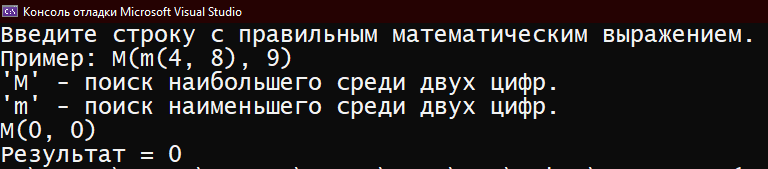 Консоль отладки Microsoft Visual Studio
Введите строку с правильным математическим выражением.
Пример: M(m(4, 8), 9)
'M' - поиск наибольшего среди двух цифр.
'm' - поиск наименьшего среди двух цифр.
M(0, 0)
Результат = 0